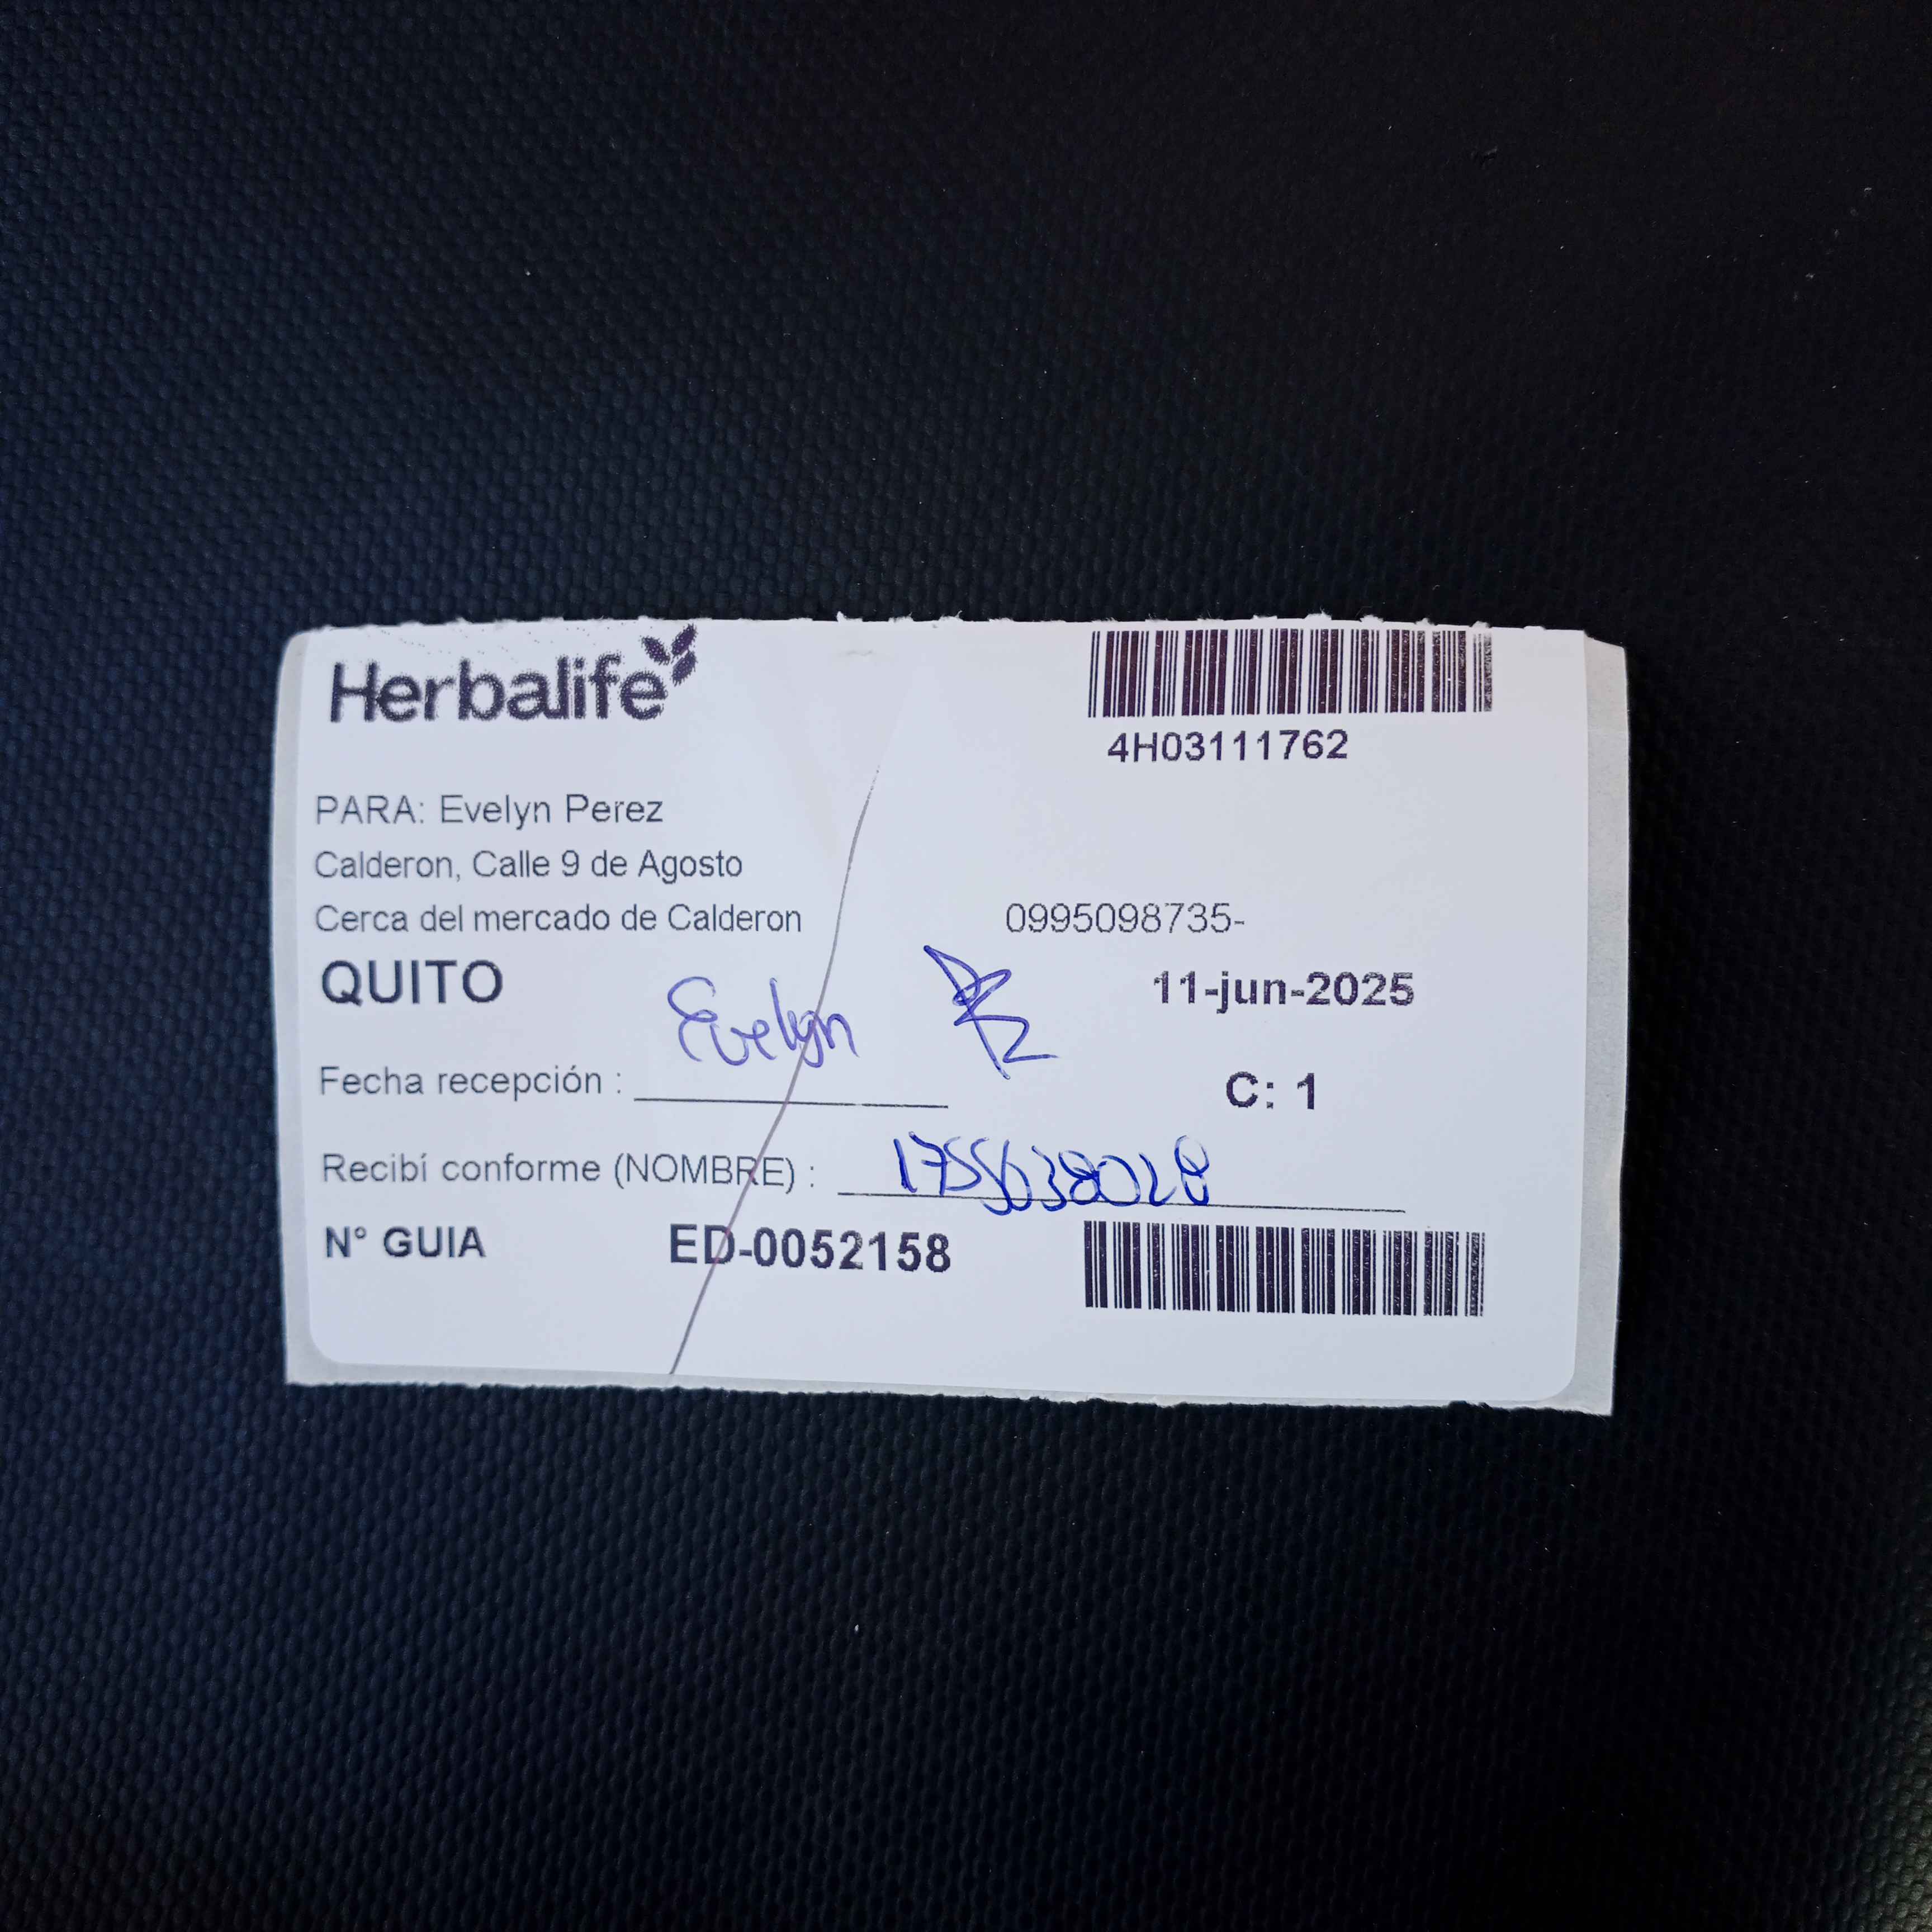 Herbalife
4H03111762
PARA: Evelyn Perez
Calderon, Calle 9 de Agosto
Cerca del mercado de Calderon 0995098735-
QUITO 11-jun-2025
Evelyn
Fecha recepción : C: 1
Recibí conforme (NOMBRE) : 1755638028
N° GUIA ED-0052158